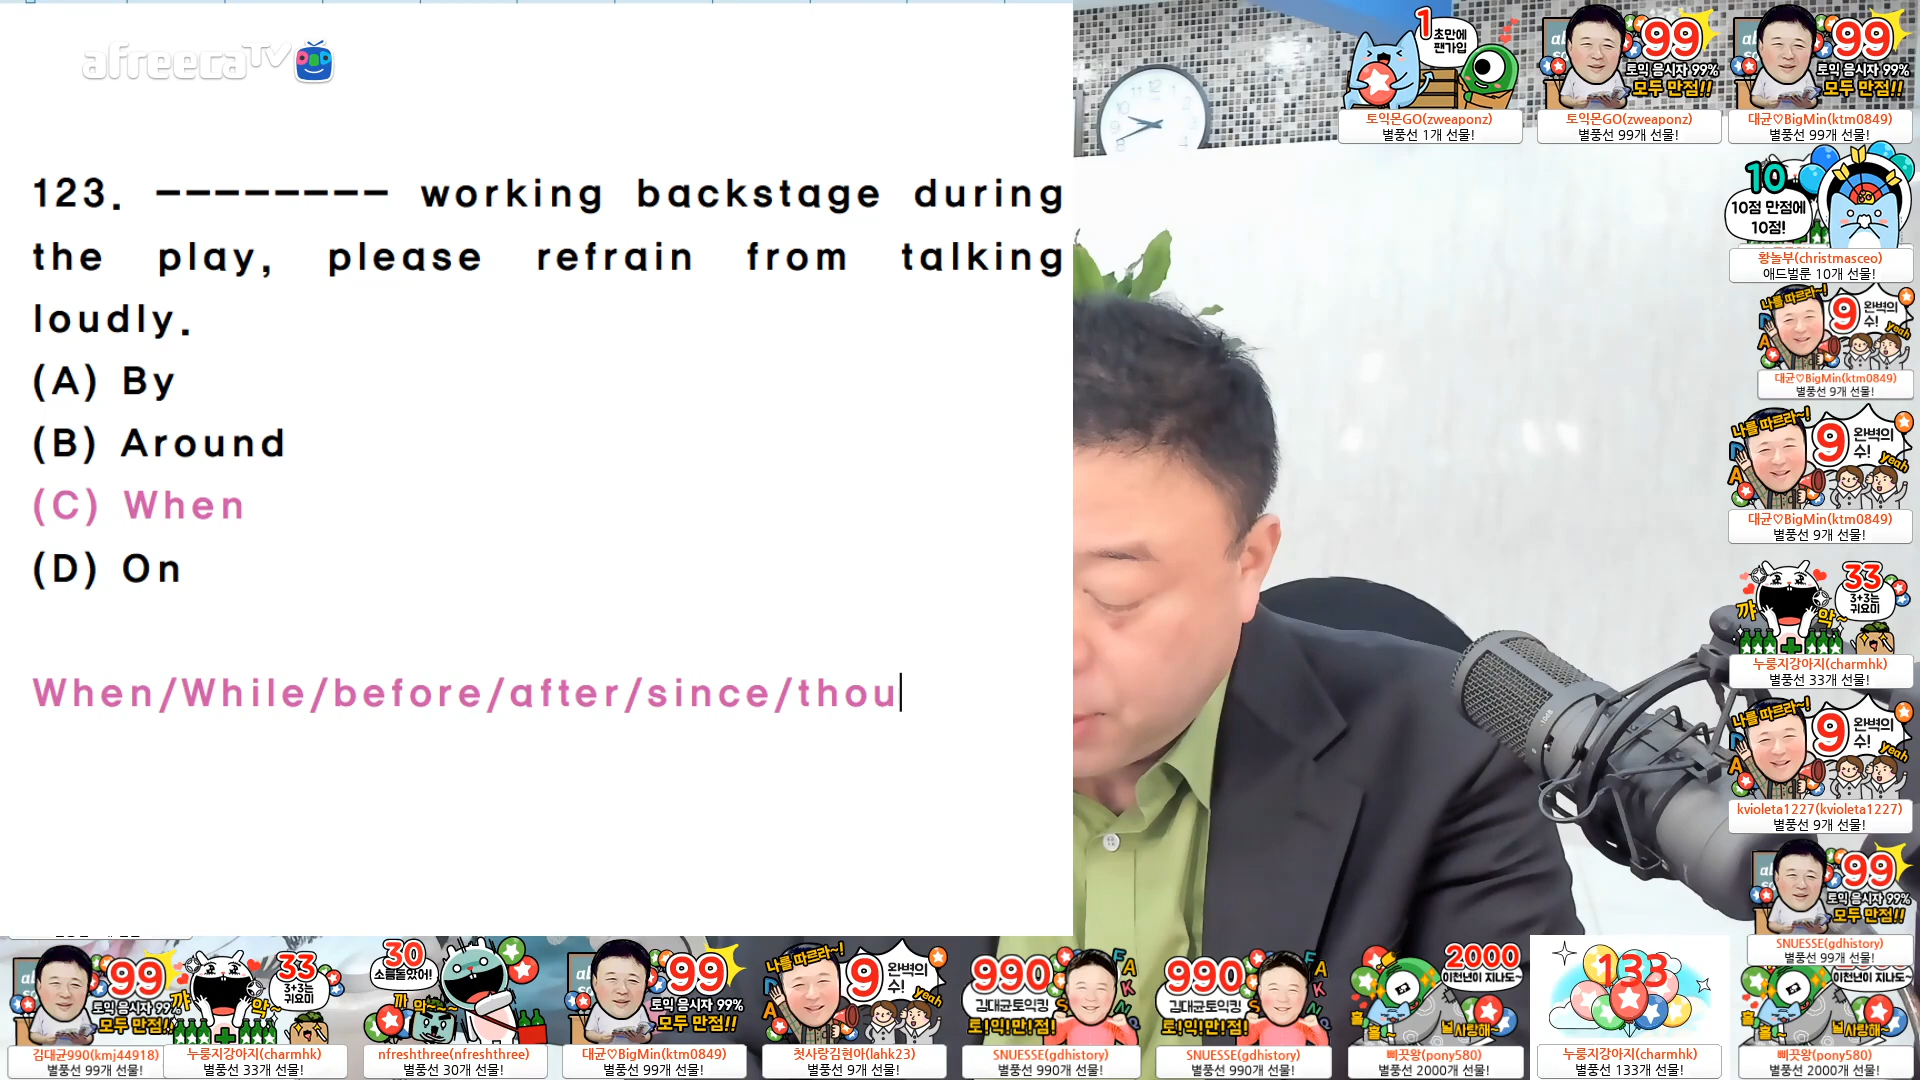 afreecaTV
123. -------- working backstage during
the play, please refrain from talking
loudly.
(A) By
(B) Around
(C) When
(D) On
When/While/before/after/since/thou
1
초만에
팬가입
토익몬GO(zweaponz)
별풍선 1개 선물!
99
토익 응시자 99%
모두 만점!!
토익몬GO(zweaponz)
별풍선 99개 선물!
99
토익 응시자 99%
모두 만점!!
대균♡BigMin(ktm0849)
별풍선 99개 선물!
10
10점 만점에
10점!
황놀부(christmasceo)
애드벌룬 10개 선물!
나를 따르라~!
9
완벽의
수!
yeah
대균♡BigMin(ktm0849)
별풍선 9개 선물!
나를 따르라~!
9
완벽의
수!
yeah
대균♡BigMin(ktm0849)
별풍선 9개 선물!
33
3+3는
귀요미
꺄
악~
누룽지강아지(charmhk)
별풍선 33개 선물!
나를 따르라~!
9
완벽의
수!
yeah
kvioleta1227(kvioleta1227)
별풍선 9개 선물!
99
토익 응시자 99%
모두 만점!!
SNUESSE(gdhistory)
별풍선 99개 선물!
99
토익 응시자 99%
모두 만점!!
김대균990(kmj44918)
별풍선 99개 선물!
33
3+3는
귀요미
꺄
악~
누룽지강아지(charmhk)
별풍선 33개 선물!
30
소름돋았어!
까 악~
nfreshthree(nfreshthree)
별풍선 30개 선물!
99
토익 응시자 99%
모두 만점!!
대균♡BigMin(ktm0849)
별풍선 99개 선물!
나를 따르라~!
9
완벽의
수!
yeah
첫사랑김현아(lahk23)
별풍선 9개 선물!
990
김대균토익킹
토!익!만!점!
SNUESSE(gdhistory)
별풍선 990개 선물!
990
김대균토익킹
토!익!만!점!
SNUESSE(gdhistory)
별풍선 990개 선물!
2000
이천년이 지나도~
널 사랑해~
삐끗왕(pony580)
별풍선 2000개 선물!
133
누룽지강아지(charmhk)
별풍선 133개 선물!
이천년이 지나도~
널 사랑해~
삐끗왕(pony580)
별풍선 2000개 선물!